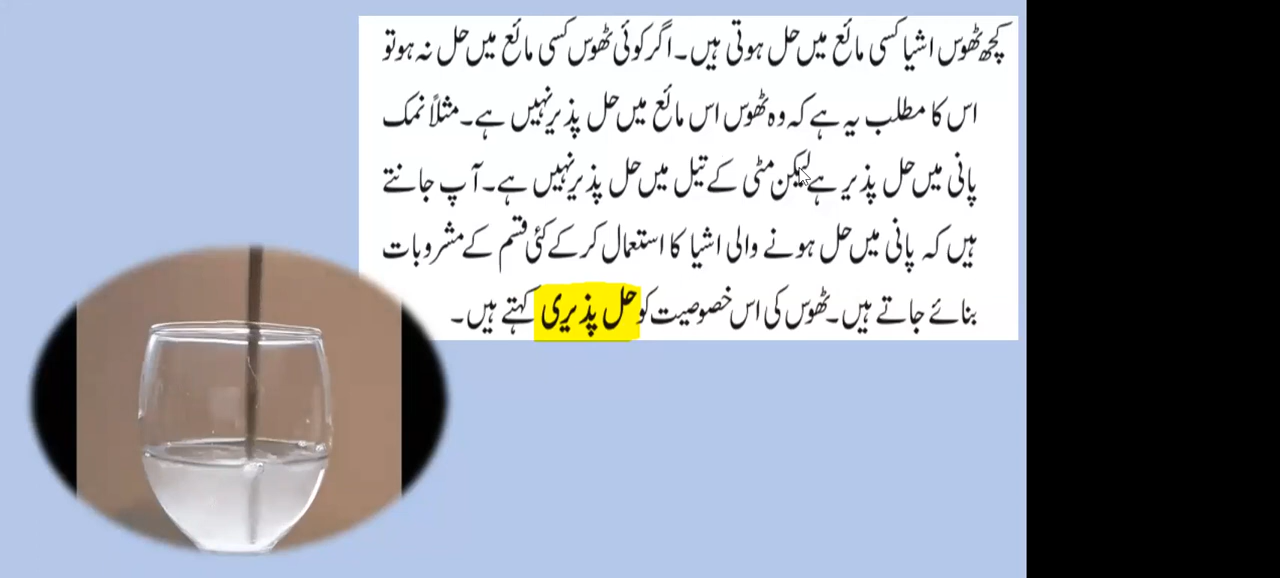 کچھ ٹھوس اشیا کسی مائع میں حل ہوتی ہیں۔ اگر کوئی ٹھوس کسی مائع میں حل نہ ہو تو
اس کا مطلب یہ ہے کہ وہ ٹھوس اس مائع میں حل پذیر نہیں ہے۔ مثلاً نمک
پانی میں حل پذیر ہے لیکن مٹی کے تیل میں حل پذیر نہیں ہے۔ آپ جانتے
ہیں کہ پانی میں حل ہونے والی اشیا کا استعمال کرکے کئی قسم کے مشروبات
بنائے جاتے ہیں۔ ٹھوس کی اس خصوصیت کو حل پذیری کہتے ہیں۔